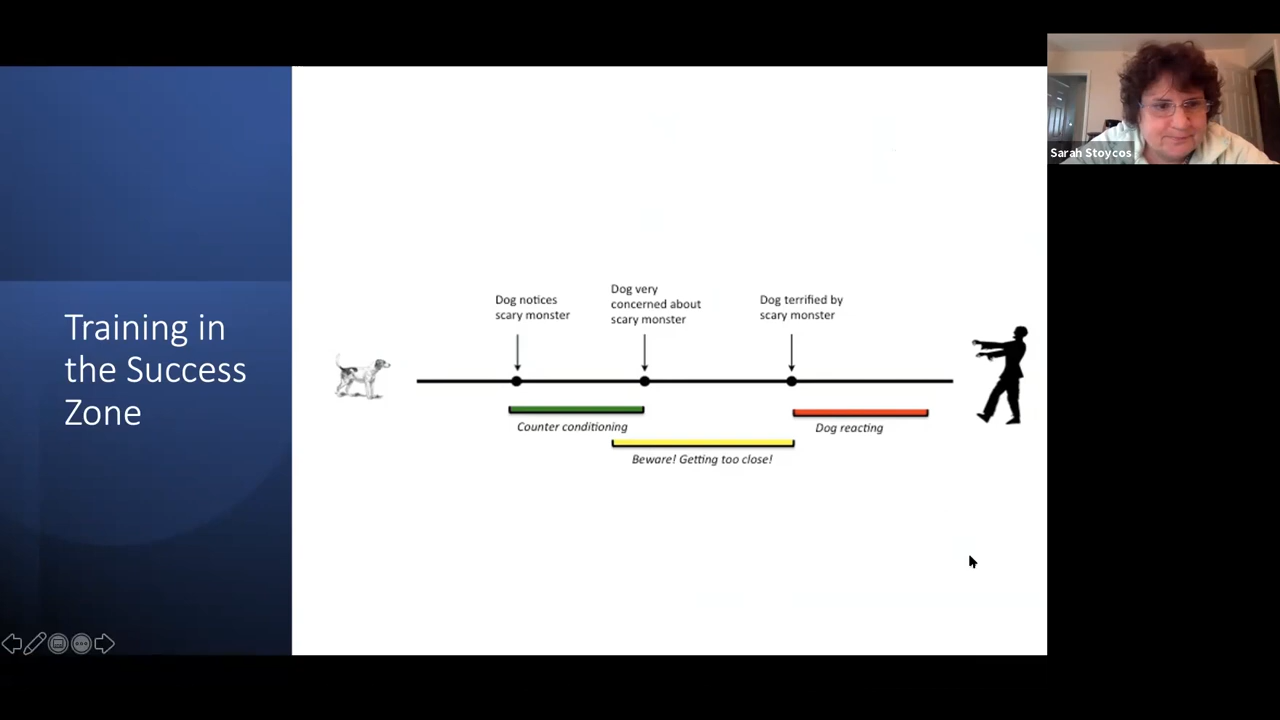 Sarah Stoycos
Training in
the Success
Zone
Dog notices
scary monster
Dog very
concerned about
scary monster
Dog terrified by
scary monster
Counter conditioning
Beware! Getting too close!
Dog reacting